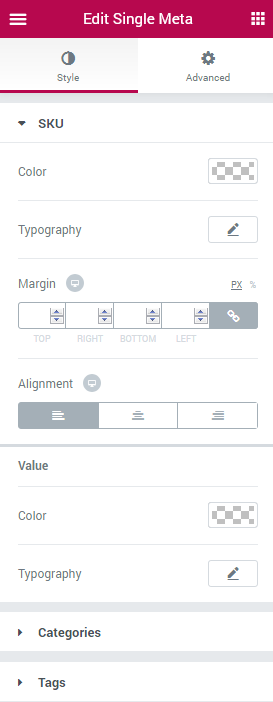 Edit Single Meta
Style Advanced
SKU
Color
Typography
Margin PX %
TOP RIGHT BOTTOM LEFT
Alignment
Value
Color
Typography
Categories
Tags